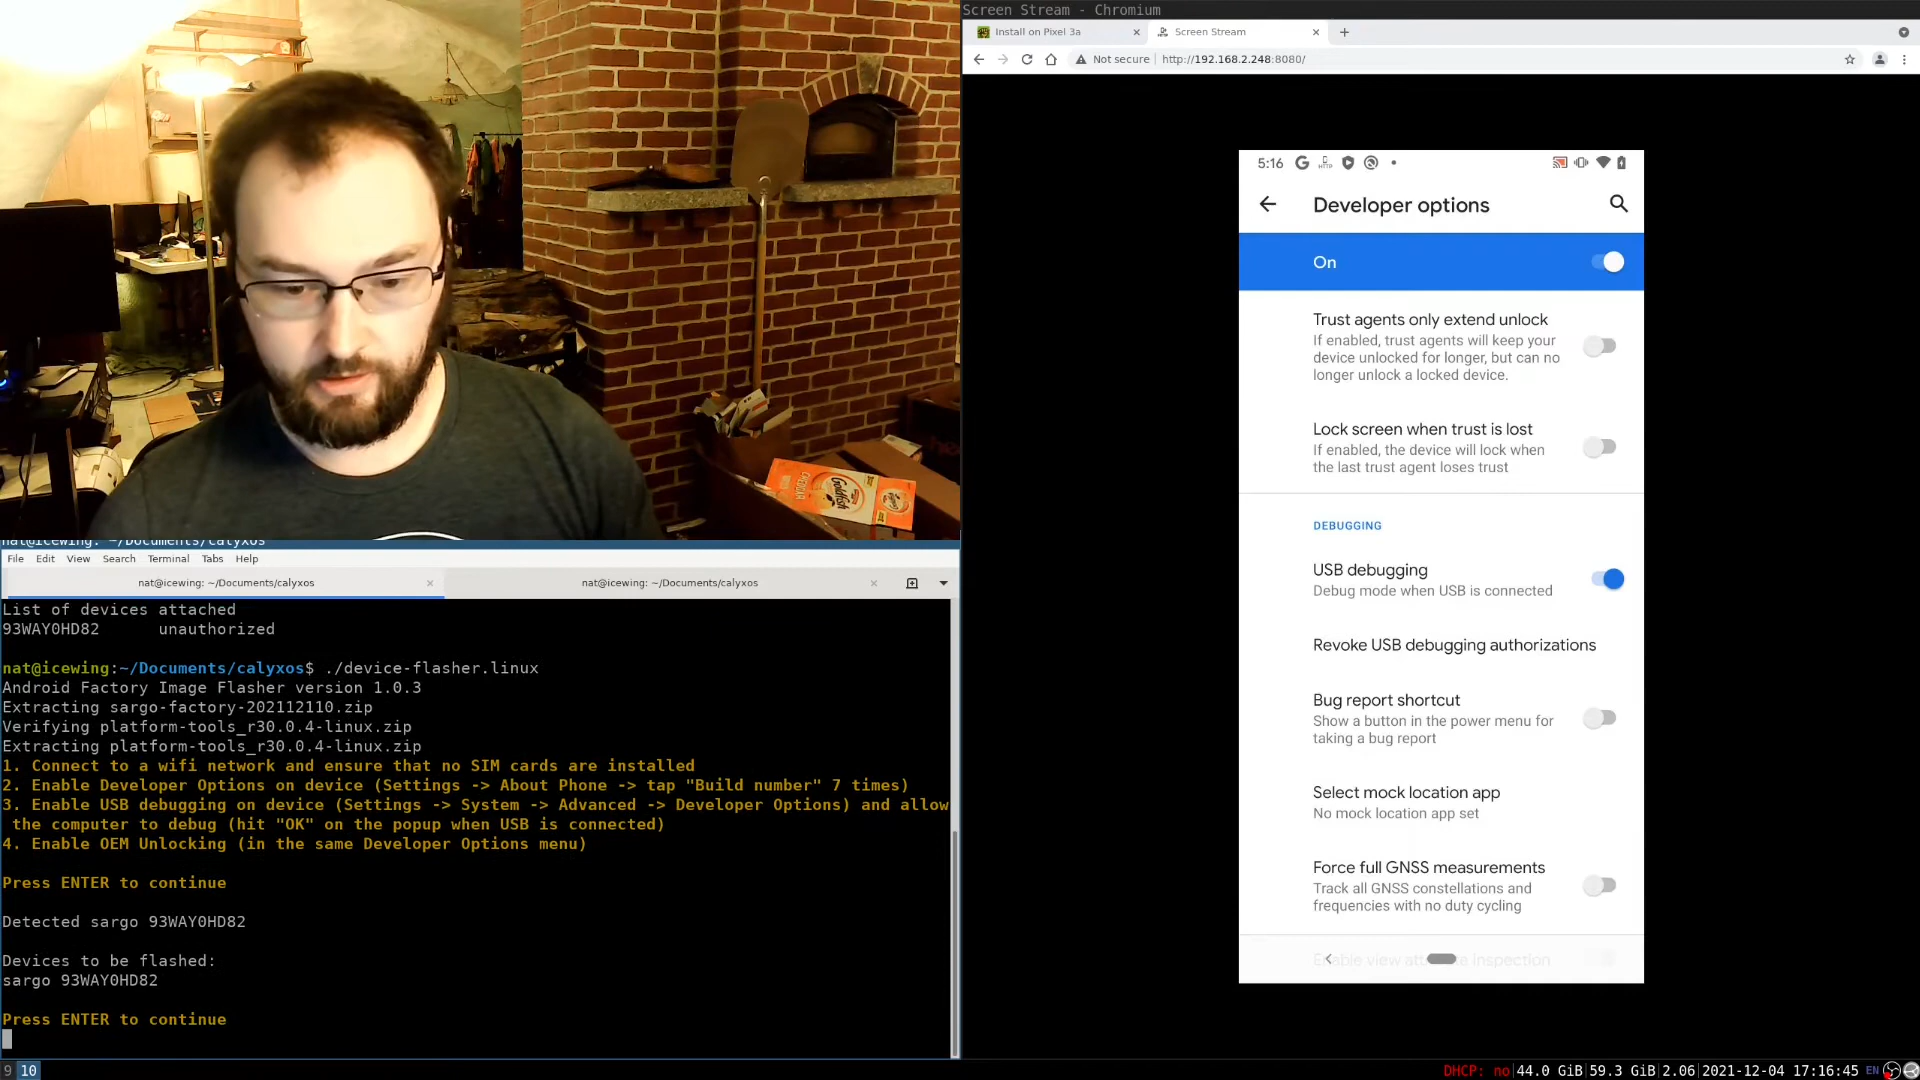 Screen Stream - Chromium
Install on Pixel 3a
Screen Stream
Not secure
http://192.168.2.248:8080/
5:16
HTTP
Developer options
On
Trust agents only extend unlock
If enabled, trust agents will keep your
device unlocked for longer, but can no
longer unlock a locked device.
Lock screen when trust is lost
If enabled, the device will lock when
the last trust agent loses trust
DEBUGGING
USB debugging
Debug mode when USB is connected
Revoke USB debugging authorizations
Bug report shortcut
Show a button in the power menu for
taking a bug report
Select mock location app
No mock location app set
Force full GNSS measurements
Track all GNSS constellations and
frequencies with no duty cycling
Goldfish
nat@icewing: ~/Documents/calyxos
File Edit View Search Terminal Tabs Help
nat@icewing: ~/Documents/calyxos
nat@icewing: ~/Documents/calyxos
List of devices attached
93WAY0HD82 unauthorized
nat@icewing:~/Documents/calyxos$ ./device-flasher.linux
Android Factory Image Flasher version 1.0.3
Extracting sargo-factory-202112110.zip
Verifying platform-tools_r30.0.4-linux.zip
Extracting platform-tools_r30.0.4-linux.zip
1. Connect to a wifi network and ensure that no SIM cards are installed
2. Enable Developer Options on device (Settings -> About Phone -> tap "Build number" 7 times)
3. Enable USB debugging on device (Settings -> System -> Advanced -> Developer Options) and allow
the computer to debug (hit "OK" on the popup when USB is connected)
4. Enable OEM Unlocking (in the same Developer Options menu)
Press ENTER to continue
Detected sargo 93WAY0HD82
Devices to be flashed:
sargo 93WAY0HD82
Press ENTER to continue
9 10
DHCP: no|44.0 GiB|59.3 GiB|2.06|2021-12-04 17:16:45 EN